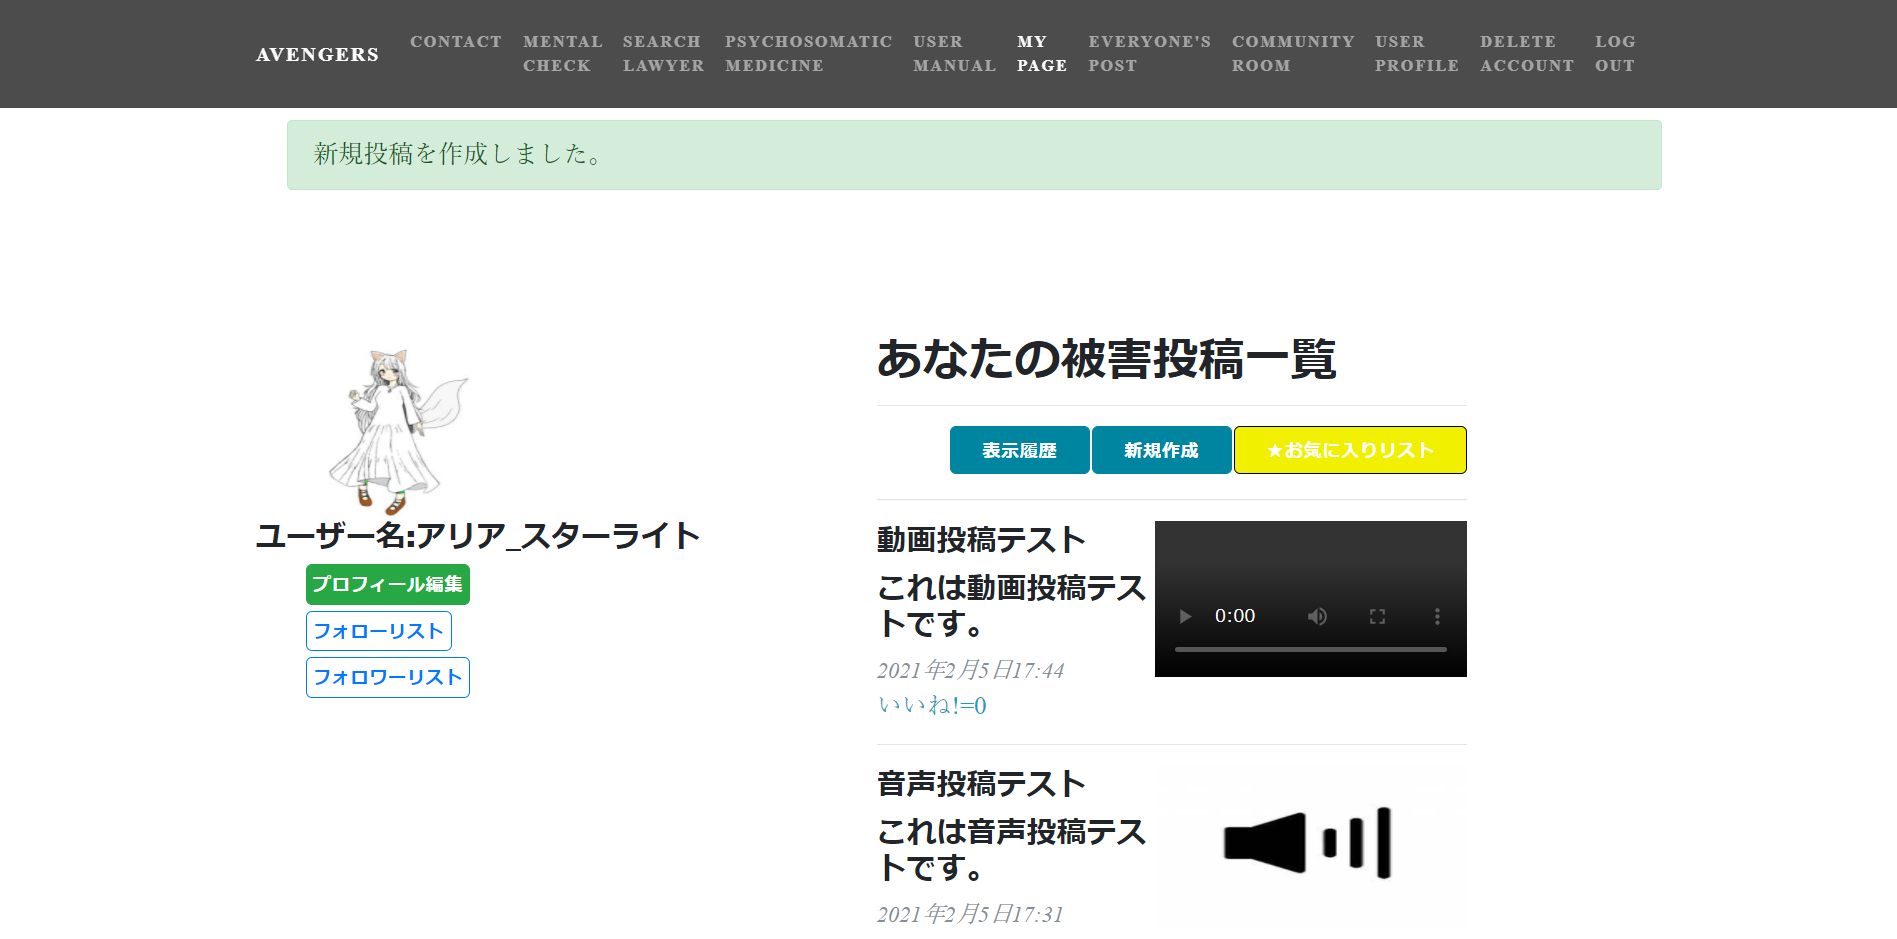 AVENGERS
CONTACT
MENTAL
CHECK
SEARCH
LAWYER
PSYCHOSOMATIC
MEDICINE
USER
MANUAL
MY
PAGE
EVERYONE'S
POST
COMMUNITY
ROOM
USER
PROFILE
DELETE
ACCOUNT
LOG
OUT
新規投稿を作成しました。
ユーザー名:アリア_スターライト
プロフィール編集
フォローリスト
フォロワーリスト
あなたの被害投稿一覧
表示履歴
新規作成
★お気に入りリスト
動画投稿テスト
これは動画投稿テス
トです。
2021年2月5日17:44
いいね!=0
0:00
音声投稿テスト
これは音声投稿テス
トです。
2021年2月5日17:31